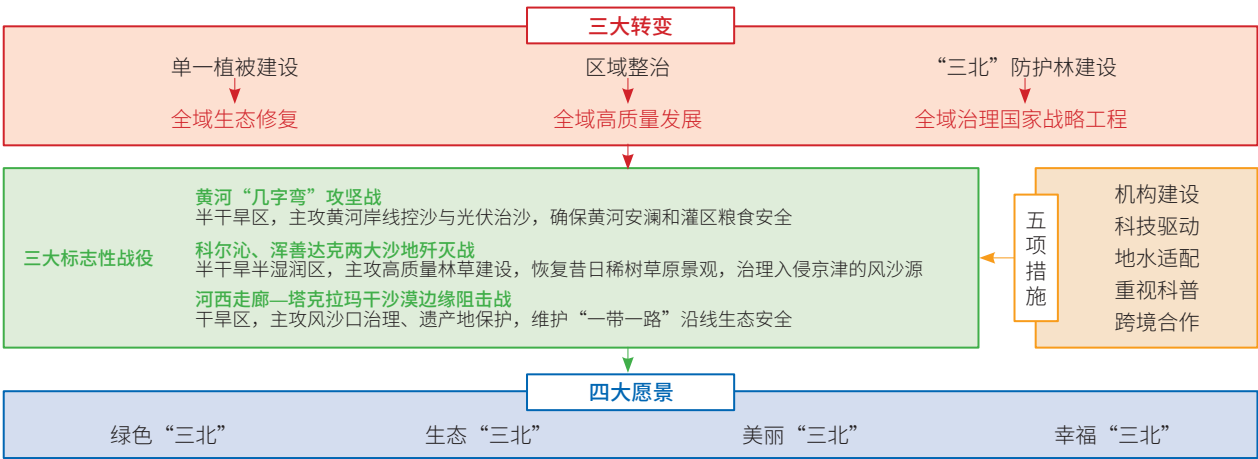 三大转变
单一植被建设
区域整治
“三北”防护林建设
全域生态修复
全域高质量发展
全域治理国家战略工程
三大标志性战役
黄河“几字弯”攻坚战
半干旱区，主攻黄河岸线控沙与光伏治沙，确保黄河安澜和灌区粮食安全
科尔沁、浑善达克两大沙地歼灭战
半干旱半湿润区，主攻高质量林草建设，恢复昔日稀树草原景观，治理入侵京津的风沙源
河西走廊—塔克拉玛干沙漠边缘阻击战
干旱区，主攻风沙口治理、遗产地保护，维护“一带一路”沿线生态安全
五项措施
机构建设
科技驱动
地水适配
重视科普
跨境合作
四大愿景
绿色“三北”
生态“三北”
美丽“三北”
幸福“三北”